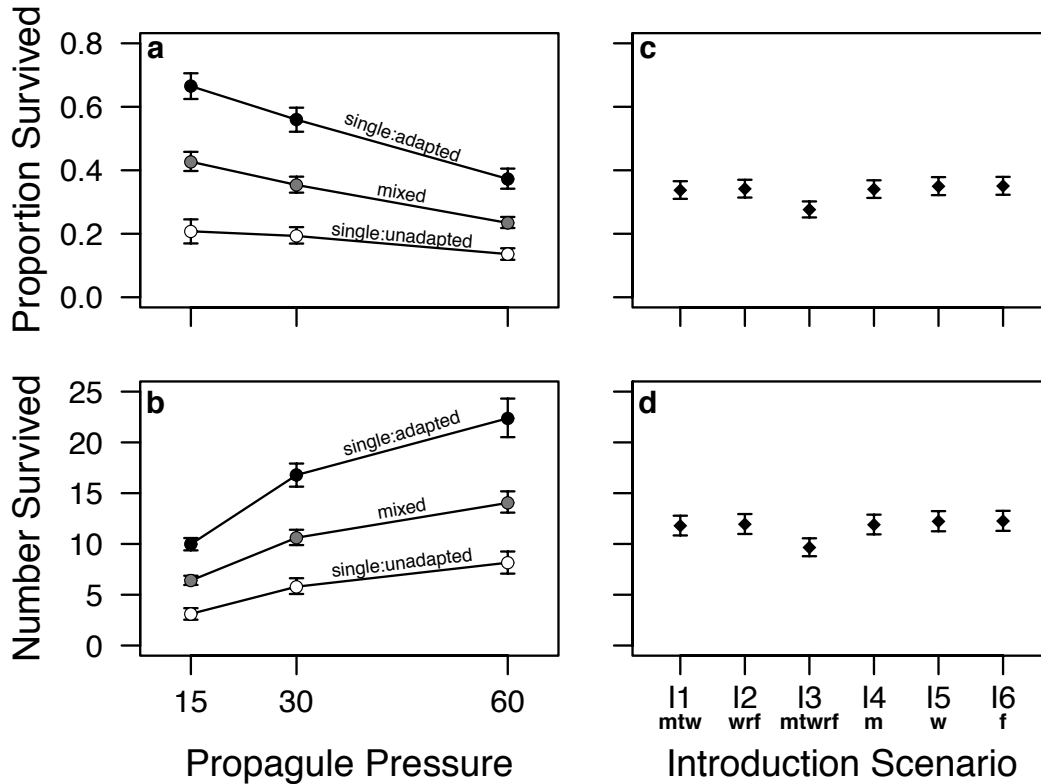 a
Proportion Survived
0.8
0.6
0.4
0.2
0.0
single:adapted
mixed
single:unadapted
c
b
Number Survived
25
20
15
10
5
0
single:adapted
mixed
single:unadapted
15 30 60
Propagule Pressure
d
I1 I2 I3 I4 I5 I6
mtw wrf mtwrf m w f
Introduction Scenario